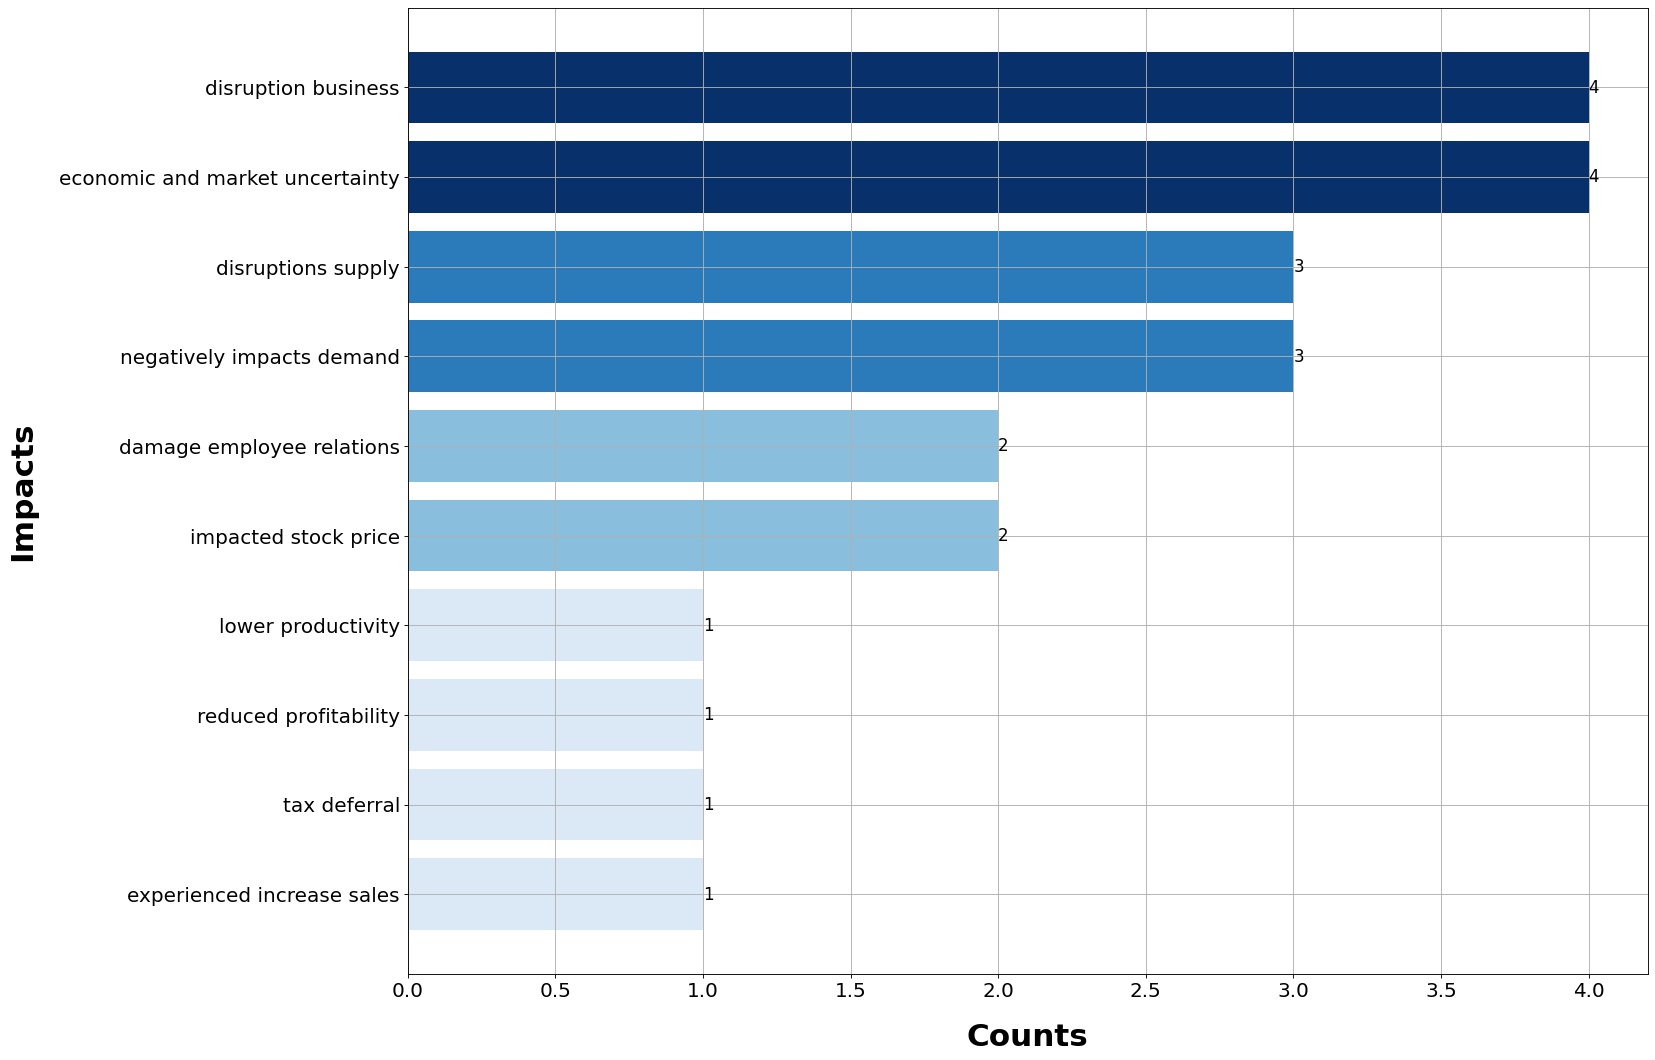 disruption business
4
economic and market uncertainty
4
disruptions supply
3
negatively impacts demand
3
damage employee relations
2
impacted stock price
2
lower productivity
1
reduced profitability
1
tax deferral
1
experienced increase sales
1
Impacts
0.0 0.5 1.0 1.5 2.0 2.5 3.0 3.5 4.0
Counts